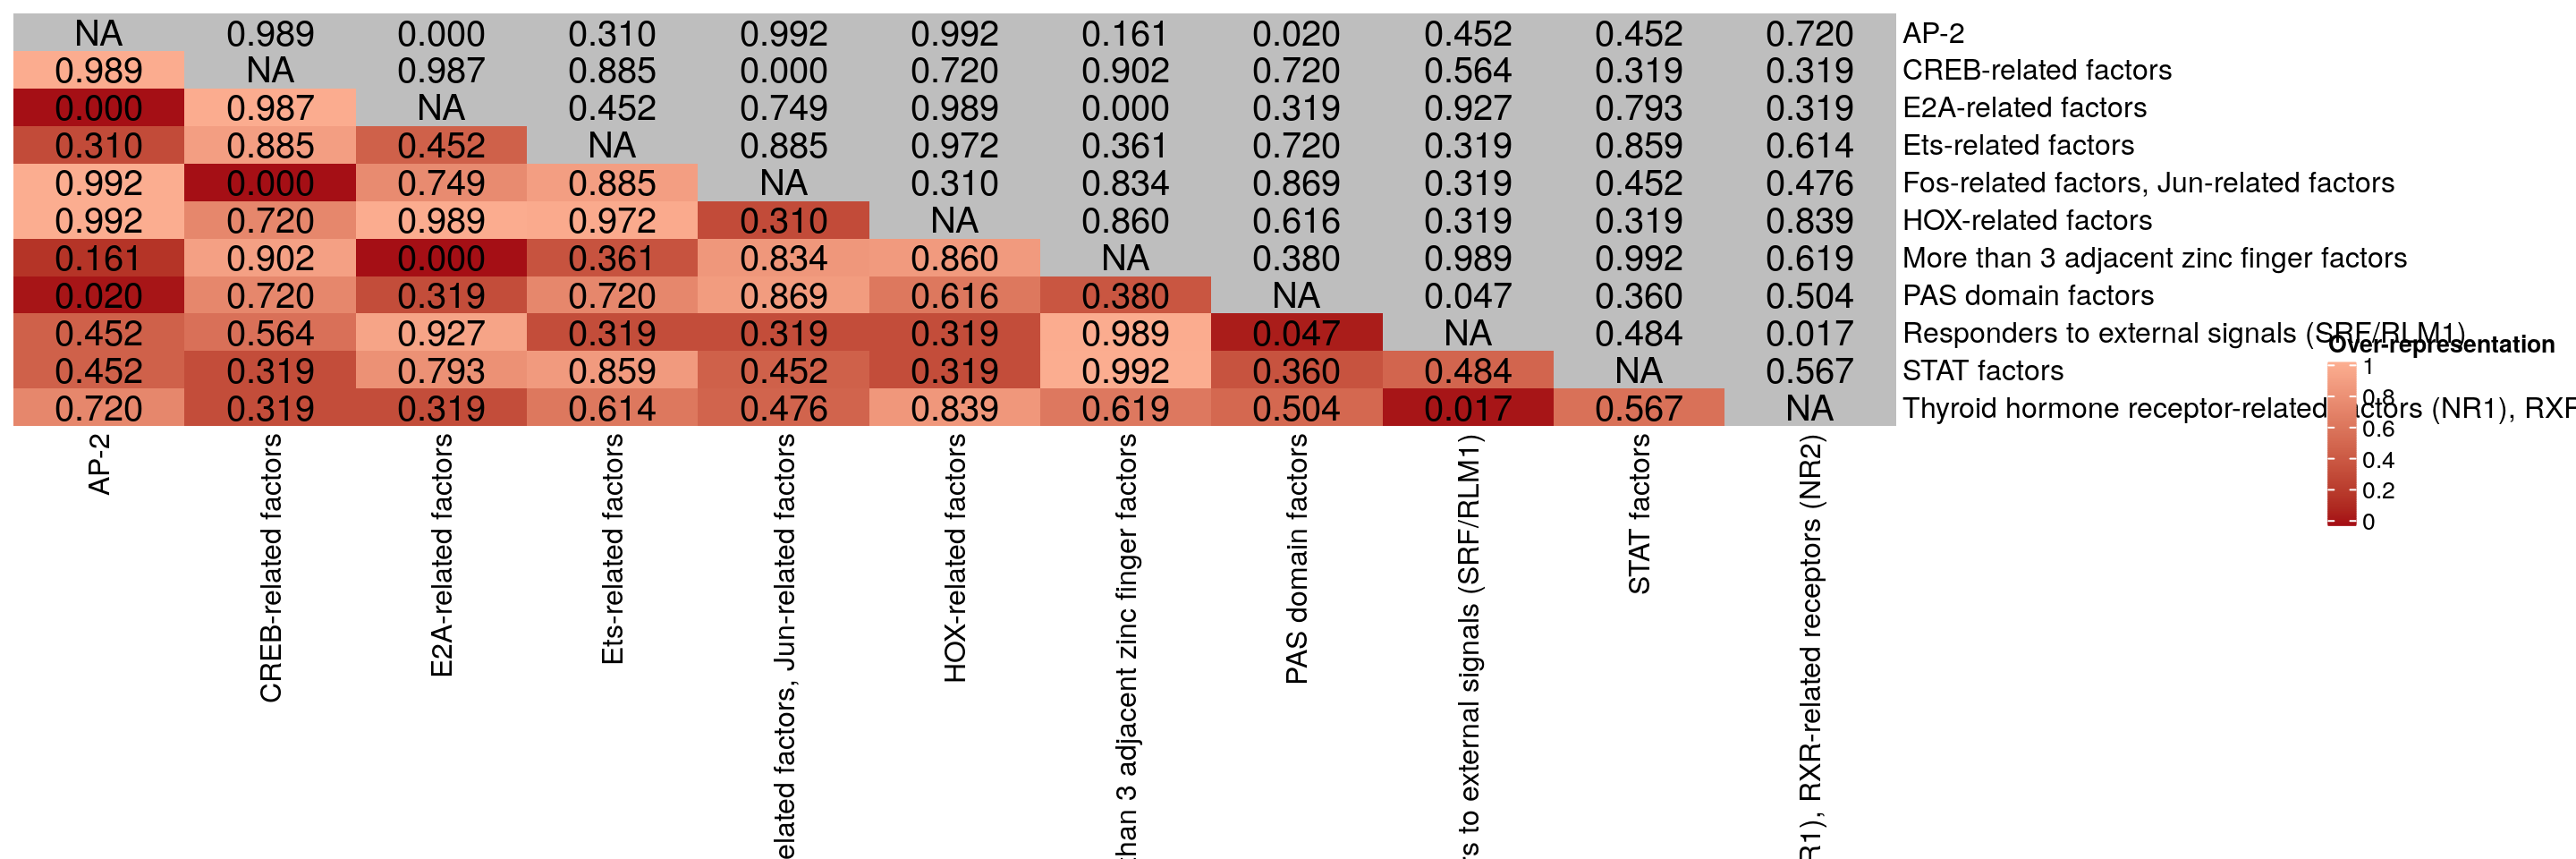 NA 0.989 0.000 0.310 0.992 0.992 0.161 0.020 0.452 0.452 0.720 AP-2
0.989 NA 0.987 0.885 0.000 0.720 0.902 0.720 0.564 0.319 0.319 CREB-related factors
0.000 0.987 NA 0.452 0.749 0.989 0.000 0.319 0.927 0.793 0.319 E2A-related factors
0.310 0.885 0.452 NA 0.885 0.972 0.361 0.720 0.319 0.859 0.614 Ets-related factors
0.992 0.000 0.749 0.885 NA 0.310 0.834 0.869 0.319 0.452 0.476 Fos-related factors, Jun-related factors
0.992 0.720 0.989 0.972 0.310 NA 0.860 0.616 0.319 0.319 0.839 HOX-related factors
0.161 0.902 0.000 0.361 0.834 0.860 NA 0.380 0.989 0.992 0.619 More than 3 adjacent zinc finger factors
0.020 0.720 0.319 0.720 0.869 0.616 0.380 NA 0.047 0.360 0.504 PAS domain factors
0.452 0.564 0.927 0.319 0.319 0.319 0.989 0.047 NA 0.484 0.017 Responders to external signals (SRF/RLM1)
0.452 0.319 0.793 0.859 0.452 0.319 0.992 0.360 0.484 NA 0.567 STAT factors
0.720 0.319 0.319 0.614 0.476 0.839 0.619 0.504 0.017 0.567 NA Thyroid hormone receptor-related factors (NR1), RXR
Over-representation
1
0.8
0.6
0.4
0.2
0
AP-2
CREB-related factors
E2A-related factors
Ets-related factors
elated factors, Jun-related factors
HOX-related factors
than 3 adjacent zinc finger factors
PAS domain factors
rs to external signals (SRF/RLM1)
STAT factors
R1), RXR-related receptors (NR2)